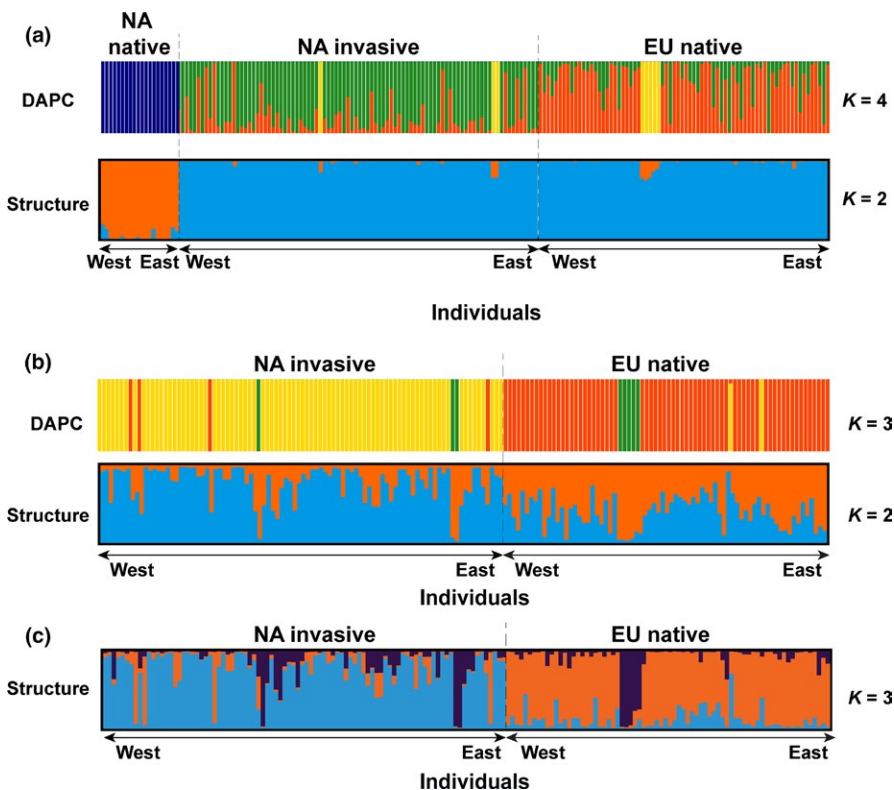 (a)
NA
native
NA invasive
EU native
DAPC
K = 4
Structure
K = 2
West East West East West East
Individuals
(b)
NA invasive
EU native
DAPC
K = 3
Structure
K = 2
West East West East
Individuals
(c)
NA invasive
EU native
Structure
K = 3
West East West East
Individuals